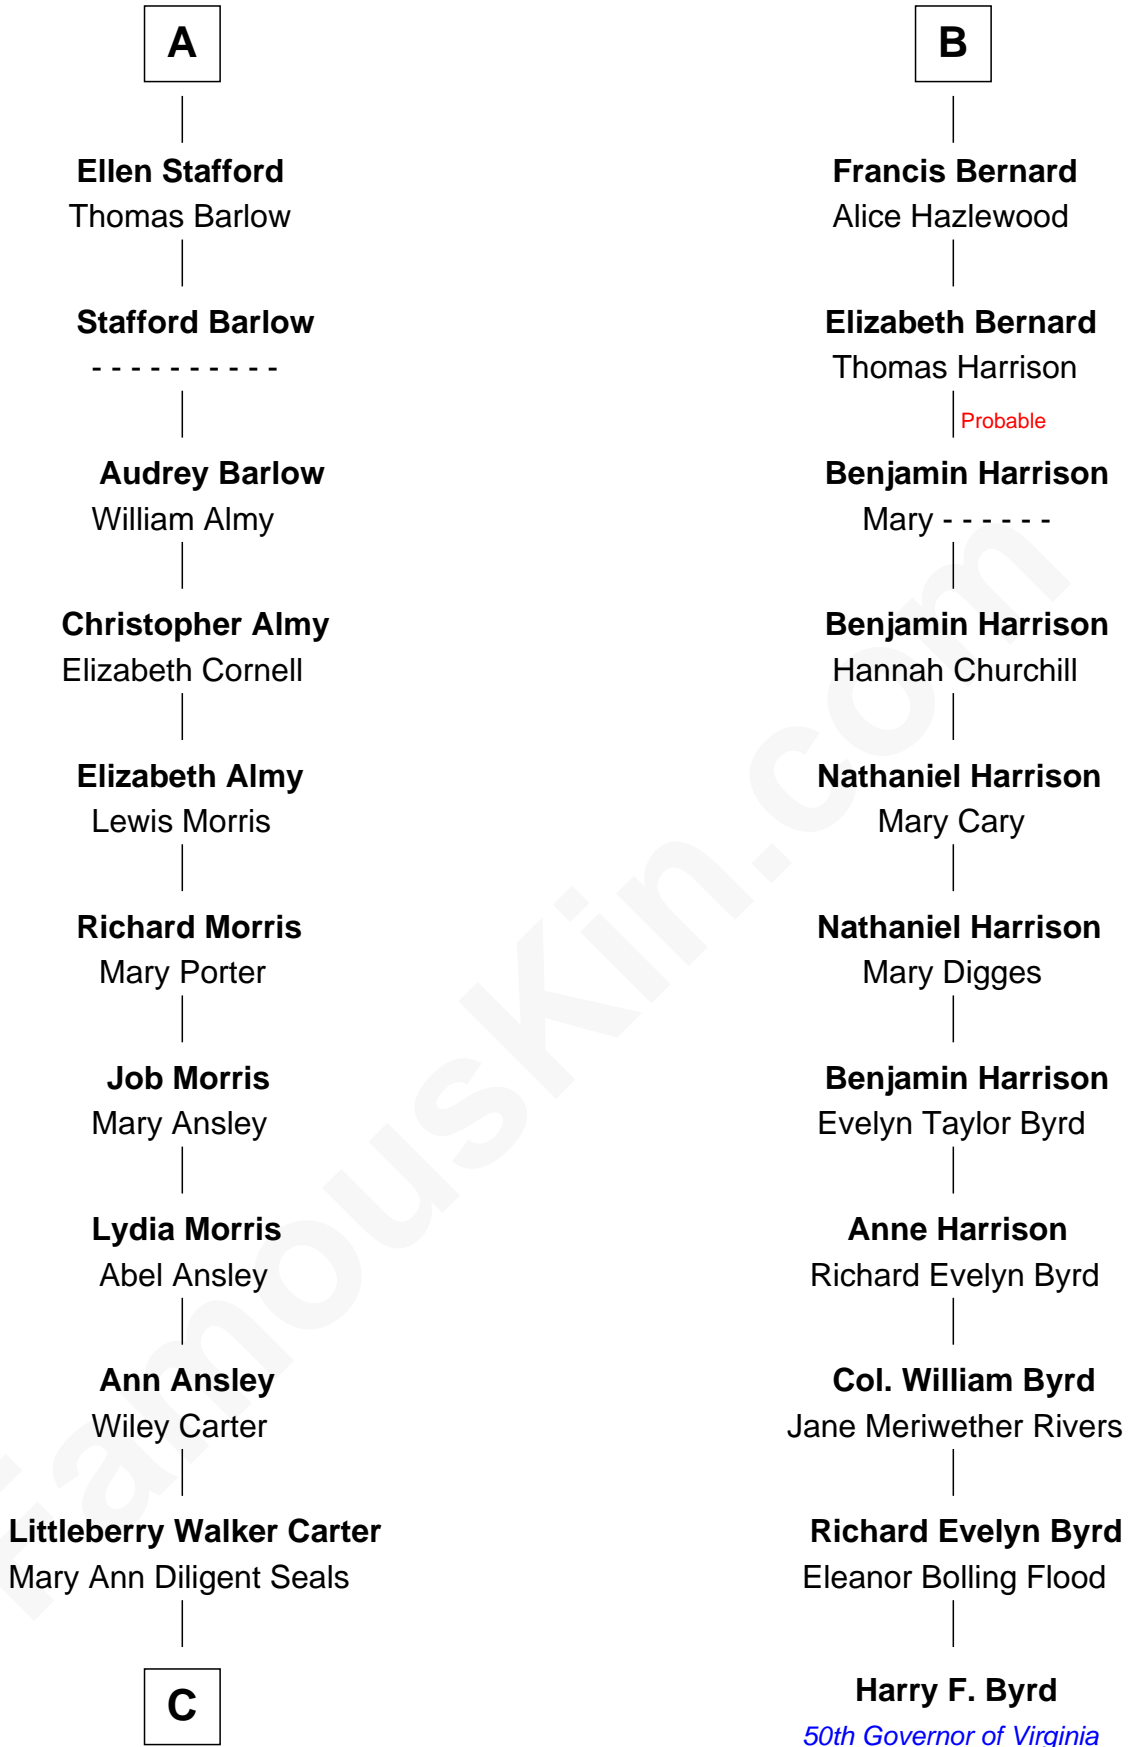 A
Ellen Stafford
Thomas Barlow
Stafford Barlow
- - - - - - - - - -
Audrey Barlow
William Almy
Christopher Almy
Elizabeth Cornell
Elizabeth Almy
Lewis Morris
Richard Morris
Mary Porter
Job Morris
Mary Ansley
Lydia Morris
Abel Ansley
Ann Ansley
Wiley Carter
Littleberry Walker Carter
Mary Ann Diligent Seals
C
B
Francis Bernard
Alice Hazlewood
Elizabeth Bernard
Thomas Harrison
Probable
Benjamin Harrison
Mary - - - - - -
Benjamin Harrison
Hannah Churchill
Nathaniel Harrison
Mary Cary
Nathaniel Harrison
Mary Digges
Benjamin Harrison
Evelyn Taylor Byrd
Anne Harrison
Richard Evelyn Byrd
Col. William Byrd
Jane Meriwether Rivers
Richard Evelyn Byrd
Eleanor Bolling Flood
Harry F. Byrd
50th Governor of Virginia
FamousKin.com